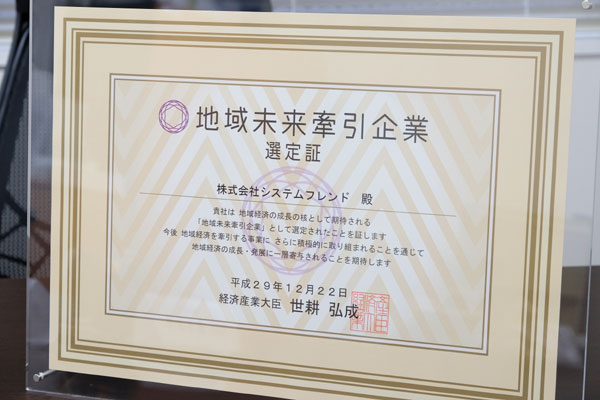 地域未来牽引企業
選定証
株式会社システムフレンド 殿
貴社は 地域経済の成長の核として期待される
「地域未来牽引企業」として選定されたことを証します
今後 地域経済を牽引する事業に さらに積極的に取り組まれることを通じて
地域経済の成長・発展に一層寄与されることを期待します
平成29年12月22日
経済産業大臣 世耕 弘成